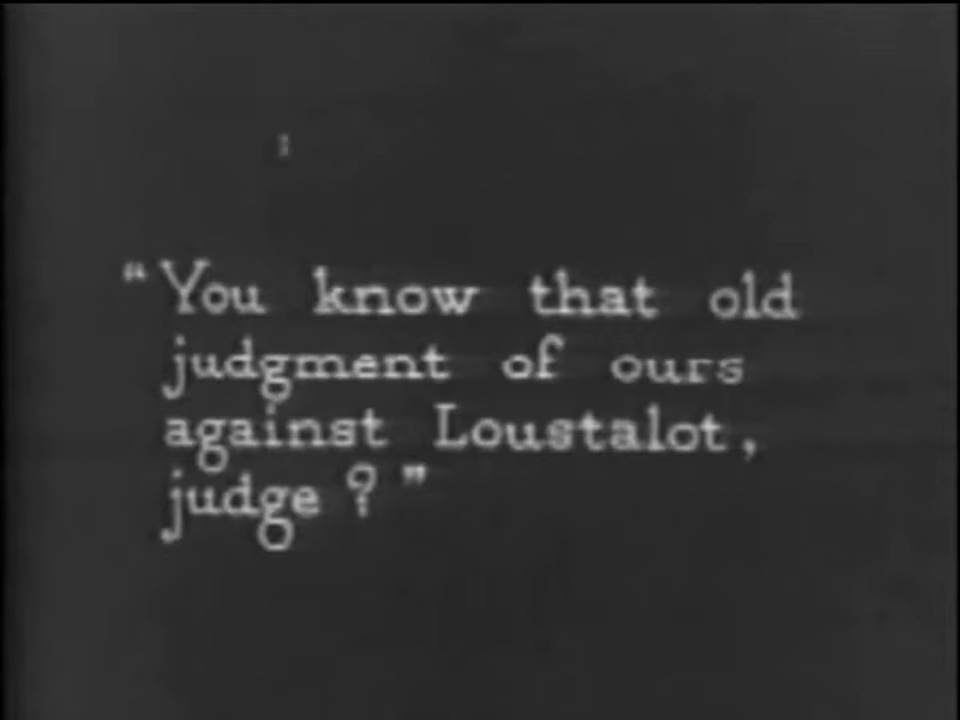 “You know that old
judgment of ours
against Loustalot,
judge?”